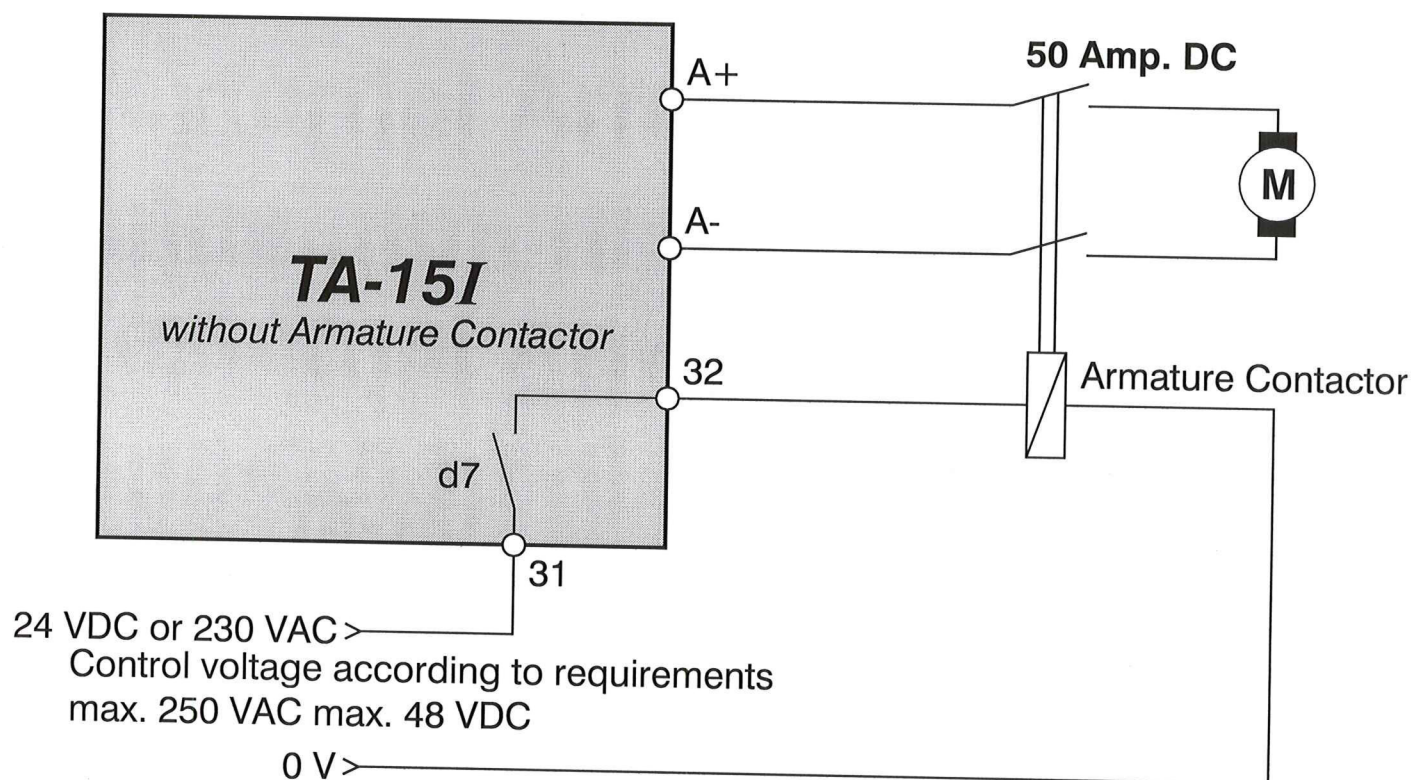 50 Amp. DC
A+
M
A-
TA-15I
without Armature Contactor
32
Armature Contactor
d7
31
24 VDC or 230 VAC
Control voltage according to requirements
max. 250 VAC max. 48 VDC
0 V